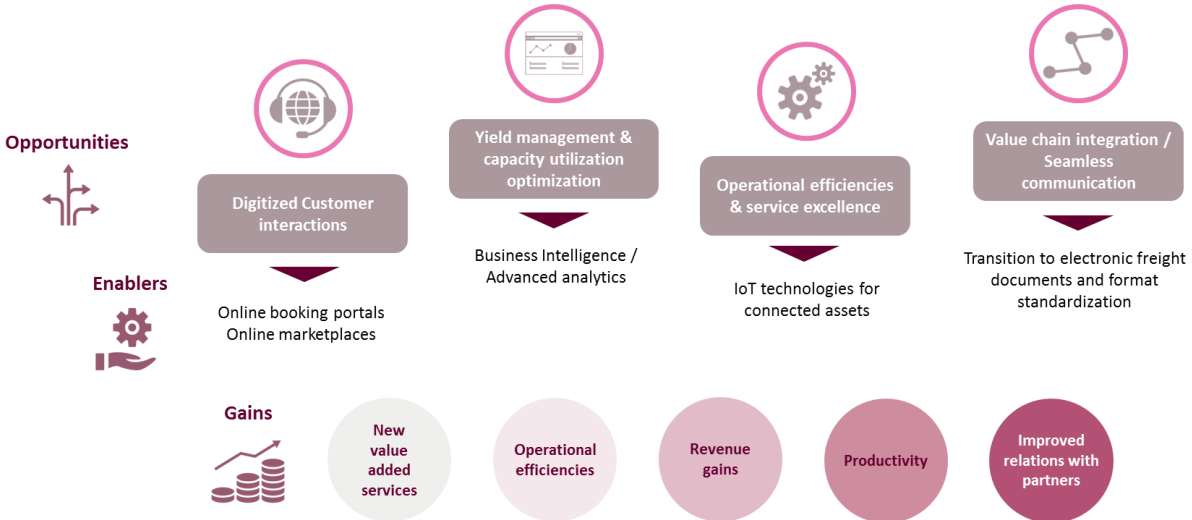 Opportunities
Digitized Customer
interactions
Yield management &
capacity utilization
optimization
Operational efficiencies
& service excellence
Value chain integration /
Seamless
communication
Enablers
Online booking portals
Online marketplaces
Business Intelligence /
Advanced analytics
IoT technologies for
connected assets
Transition to electronic freight
documents and format
standardization
Gains
New
value
added
services
Operational
efficiencies
Revenue
gains
Productivity
Improved
relations with
partners